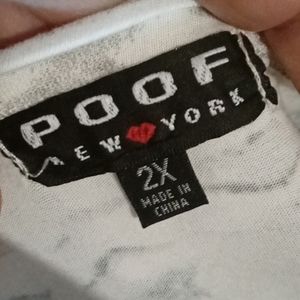 POOF
NEW YORK
2X
MADE IN
CHINA